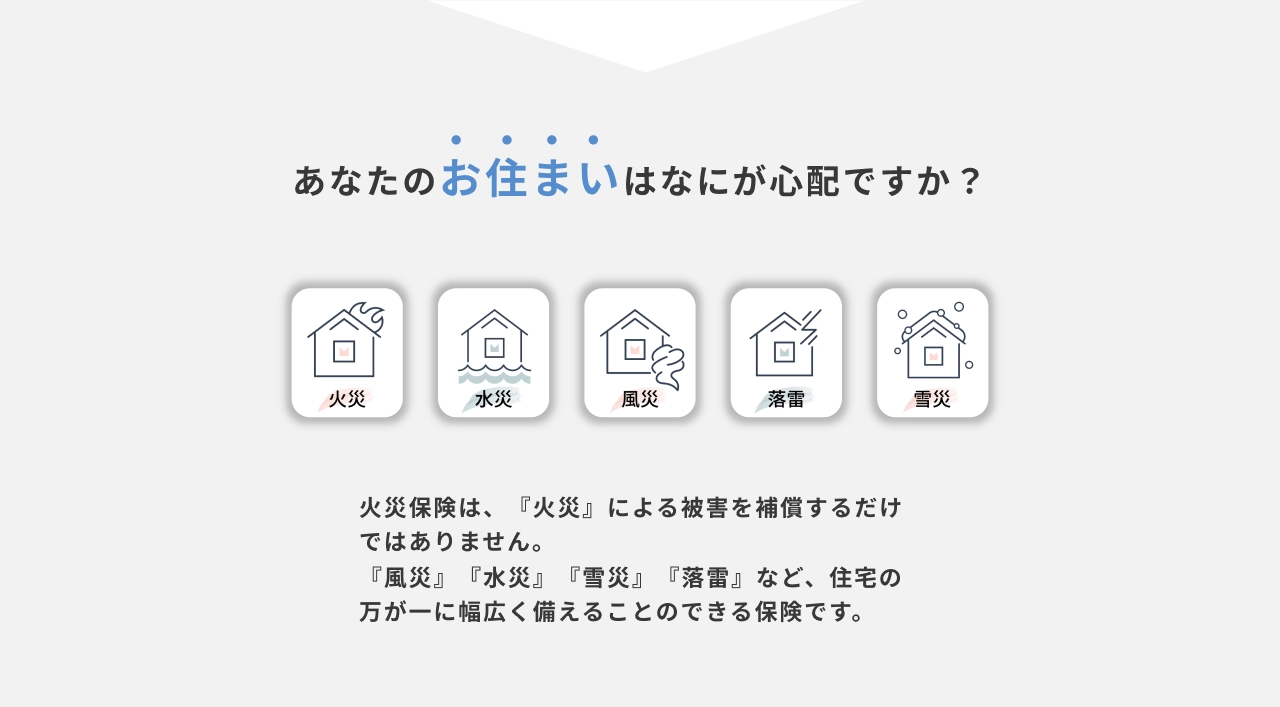 あなたのお住まいはなにが心配ですか？
火災
水災
風災
落雷
雪災
火災保険は、『火災』による被害を補償するだけ
ではありません。
『風災』『水災』『雪災』『落雷』など、住宅の
万が一に幅広く備えることのできる保険です。